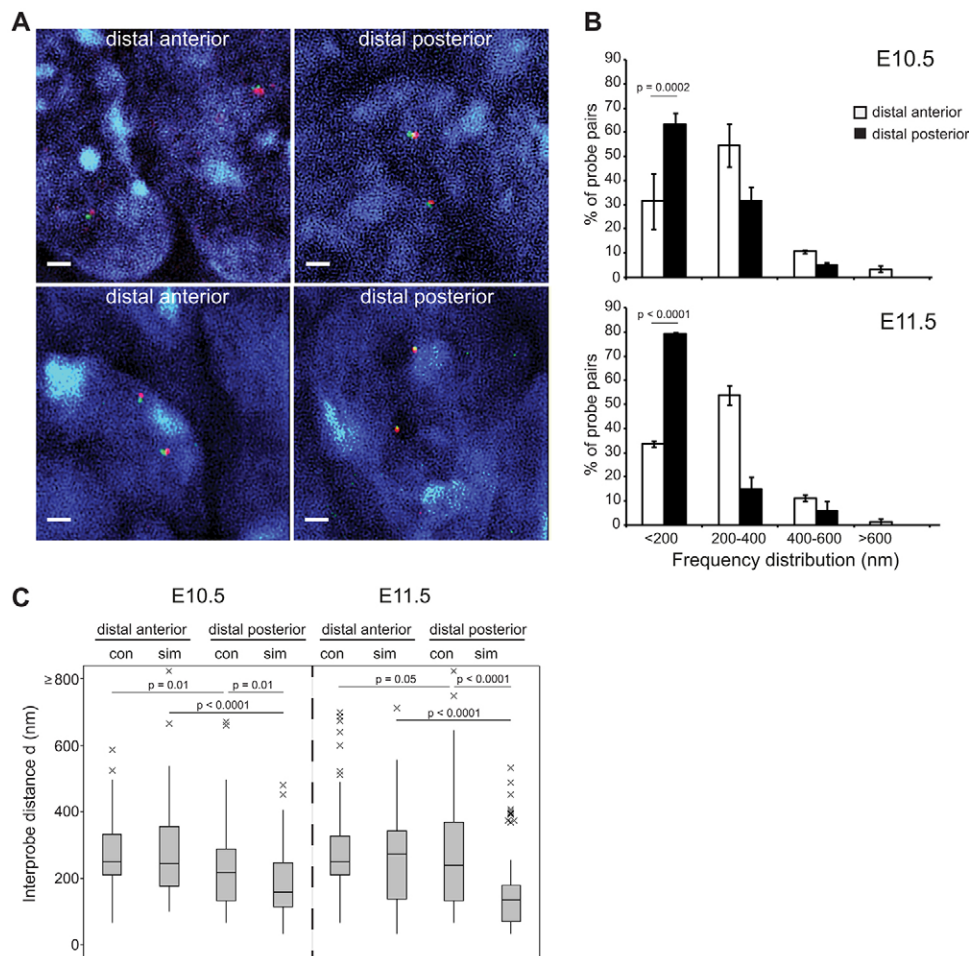 A
distal anterior
distal posterior
distal anterior
distal posterior
B
E10.5
90
80
70
60
50
40
30
20
10
0
% of probe pairs
p = 0.0002
distal anterior
distal posterior
E11.5
90
80
70
60
50
40
30
20
10
0
% of probe pairs
p < 0.0001
<200 200-400 400-600 >600
Frequency distribution (nm)
C
E10.5 E11.5
distal anterior distal posterior distal anterior distal posterior
con sim con sim con sim con sim
≥ 800
600
400
200
0
Interprobe distance d (nm)
p = 0.01 p = 0.01 p = 0.05 p <0.0001
p < 0.0001 p < 0.0001